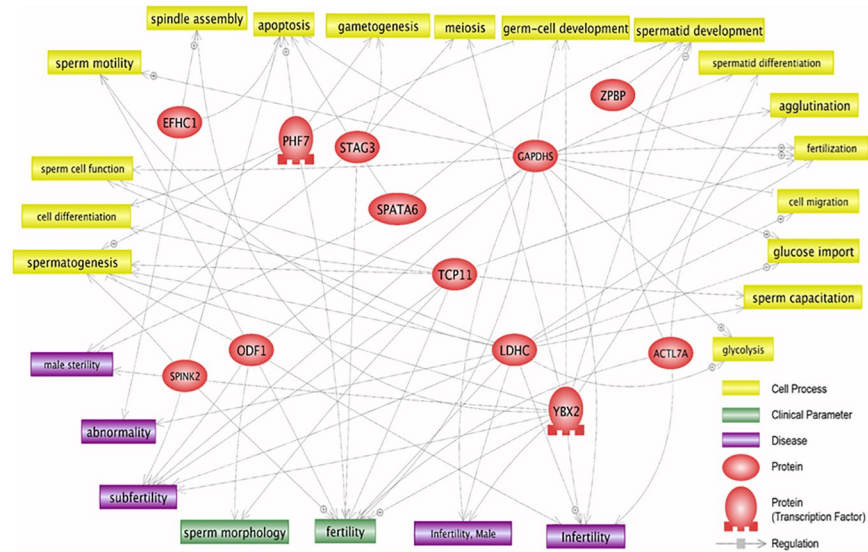 spindle assembly
apoptosis
gametogenesis
meiosis
germ-cell development
spermatid development
sperm motility
spermatid differentiation
ZPBP
agglutination
EFHC1
PHF7
STAG3
GAPDHS
fertilization
sperm cell function
cell differentiation
SPATA6
cell migration
spermatogenesis
TCP11
glucose import
sperm capacitation
male sterility
SPINK2
ODF1
LDHC
ACTL7A
glycolysis
YBX2
abnormality
subfertility
sperm morphology
fertility
Infertility, Male
Infertility
Cell Process
Clinical Parameter
Disease
Protein
Protein
(Transcription Factor)
Regulation